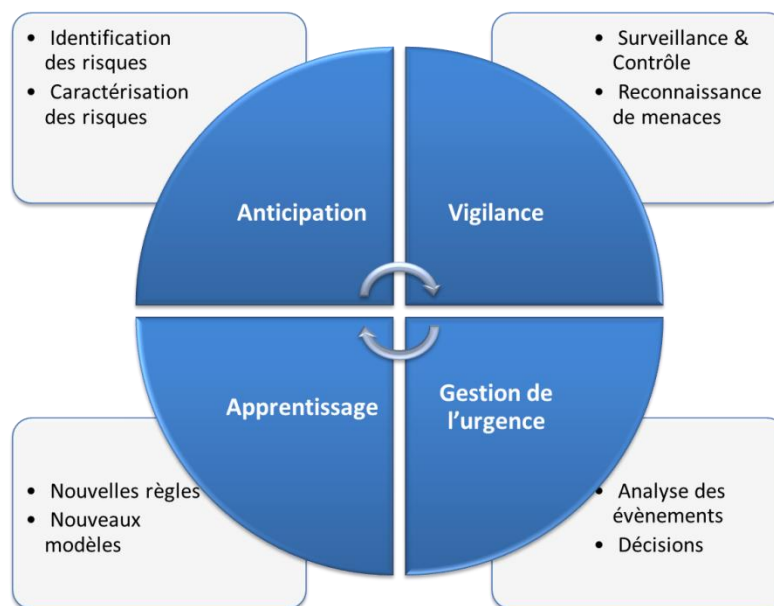 • Identification
des risques
• Caractérisation
des risques
• Surveillance &
Contrôle
• Reconnaissance
de menaces
Anticipation
Vigilance
Apprentissage
Gestion de
l’urgence
• Nouvelles règles
• Nouveaux
modèles
• Analyse des
évènements
• Décisions